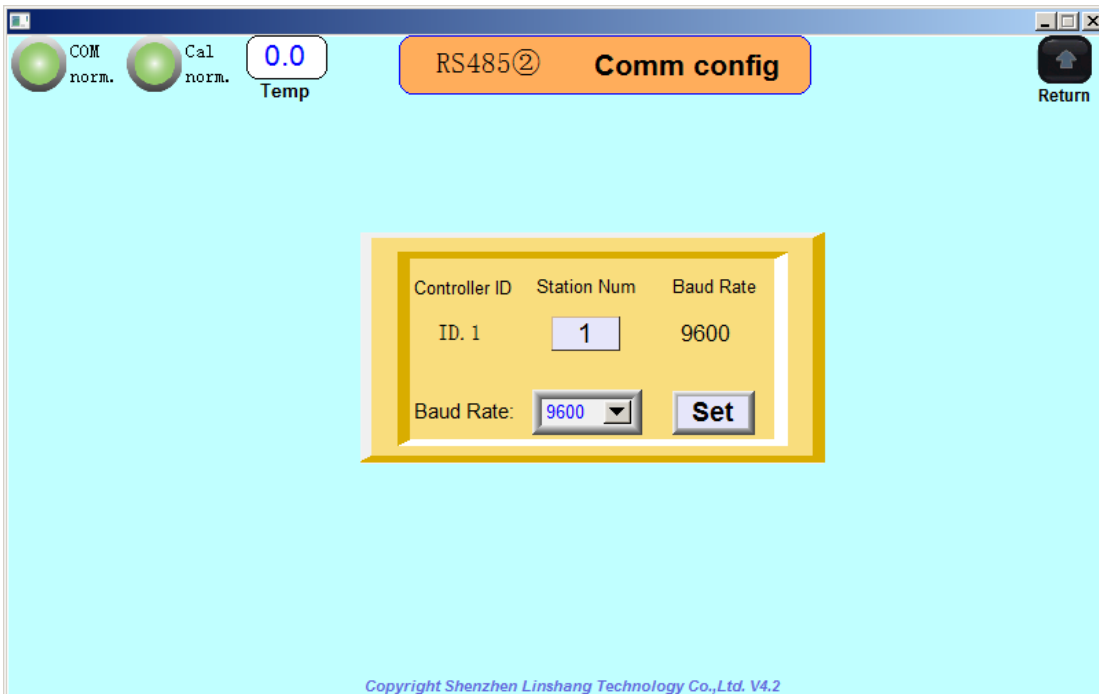 COM norm.
Cal norm.
0.0
Temp
RS485② Comm config
Return
Controller ID Station Num Baud Rate
ID.1 1 9600
Baud Rate: 9600 Set
Copyright Shenzhen Linshang Technology Co.,Ltd. V4.2